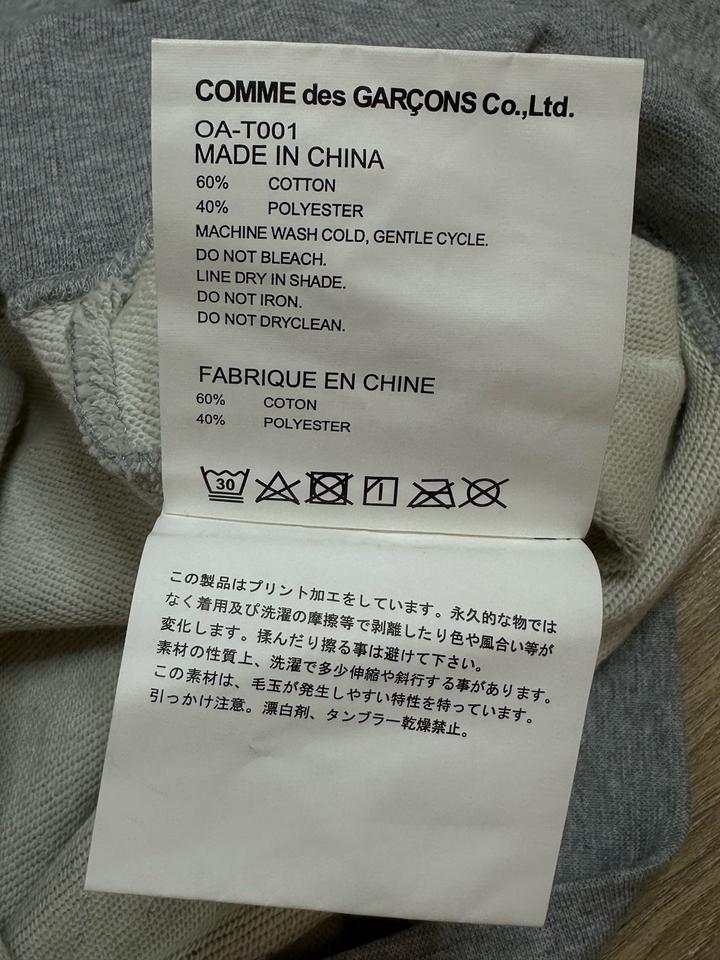 COMME des GARÇONS Co.,Ltd.
OA-T001
MADE IN CHINA
60% COTTON
40% POLYESTER
MACHINE WASH COLD, GENTLE CYCLE.
DO NOT BLEACH.
LINE DRY IN SHADE.
DO NOT IRON.
DO NOT DRYCLEAN.
FABRIQUE EN CHINE
60% COTON
40% POLYESTER
30
この製品はプリント加工をしています。永久的な物では
なく着用及び洗濯の摩擦等で剥離したり色や風合い等が
変化します。揉んだり擦る事は避けて下さい。
素材の性質上、洗濯で多少伸縮や斜行する事があります。
この素材は、毛玉が発生しやすい特性を持っています。
引っかけ注意。漂白剤、タンブラー乾燥禁止。